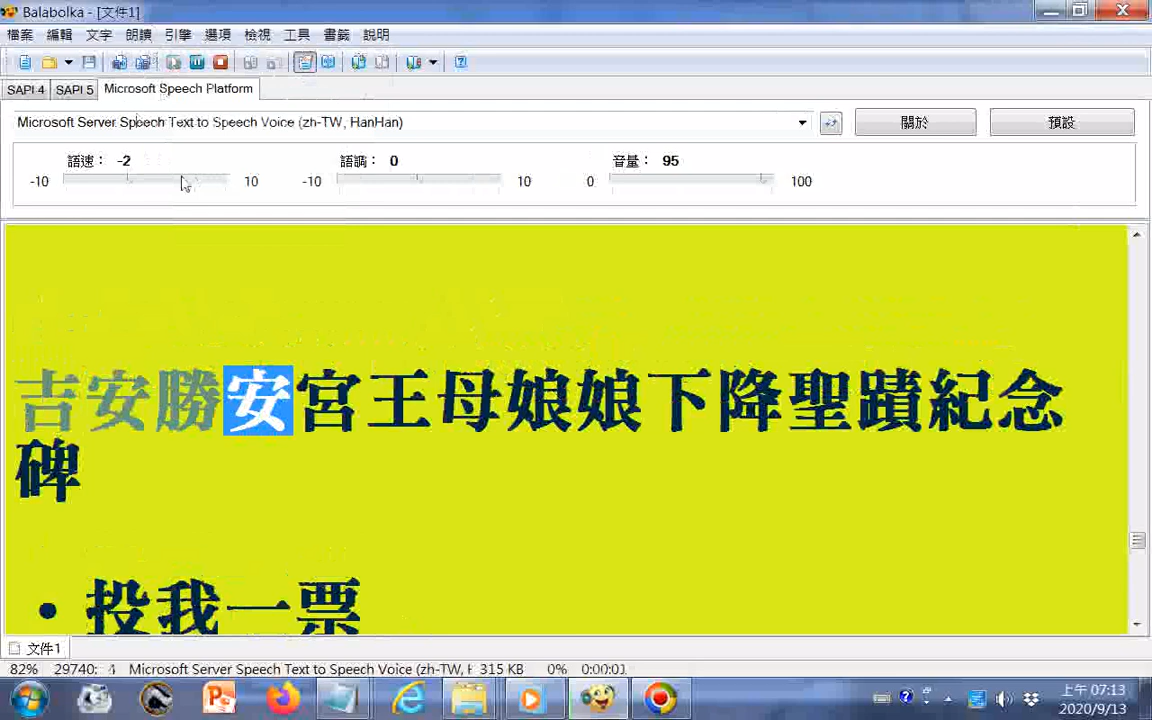 Balabolka - [文件1]
檔案 編輯 文字 朗讀 引擎 選項 檢視 工具 書籤 說明
SAPI 4 SAPI 5 Microsoft Speech Platform
Microsoft Server Speech Text to Speech Voice (zh-TW, HanHan) 關於 預設
語速： -2 語調： 0 音量： 95
-10 10 -10 10 0 100
吉安勝安宮王母娘娘下降聖蹟紀念
碑
• 投我一票
文件1
82% 29740: 4 Microsoft Server Speech Text to Speech Voice (zh-TW, 315 KB 0% 0:00:01
上午 07:13
2020/9/13